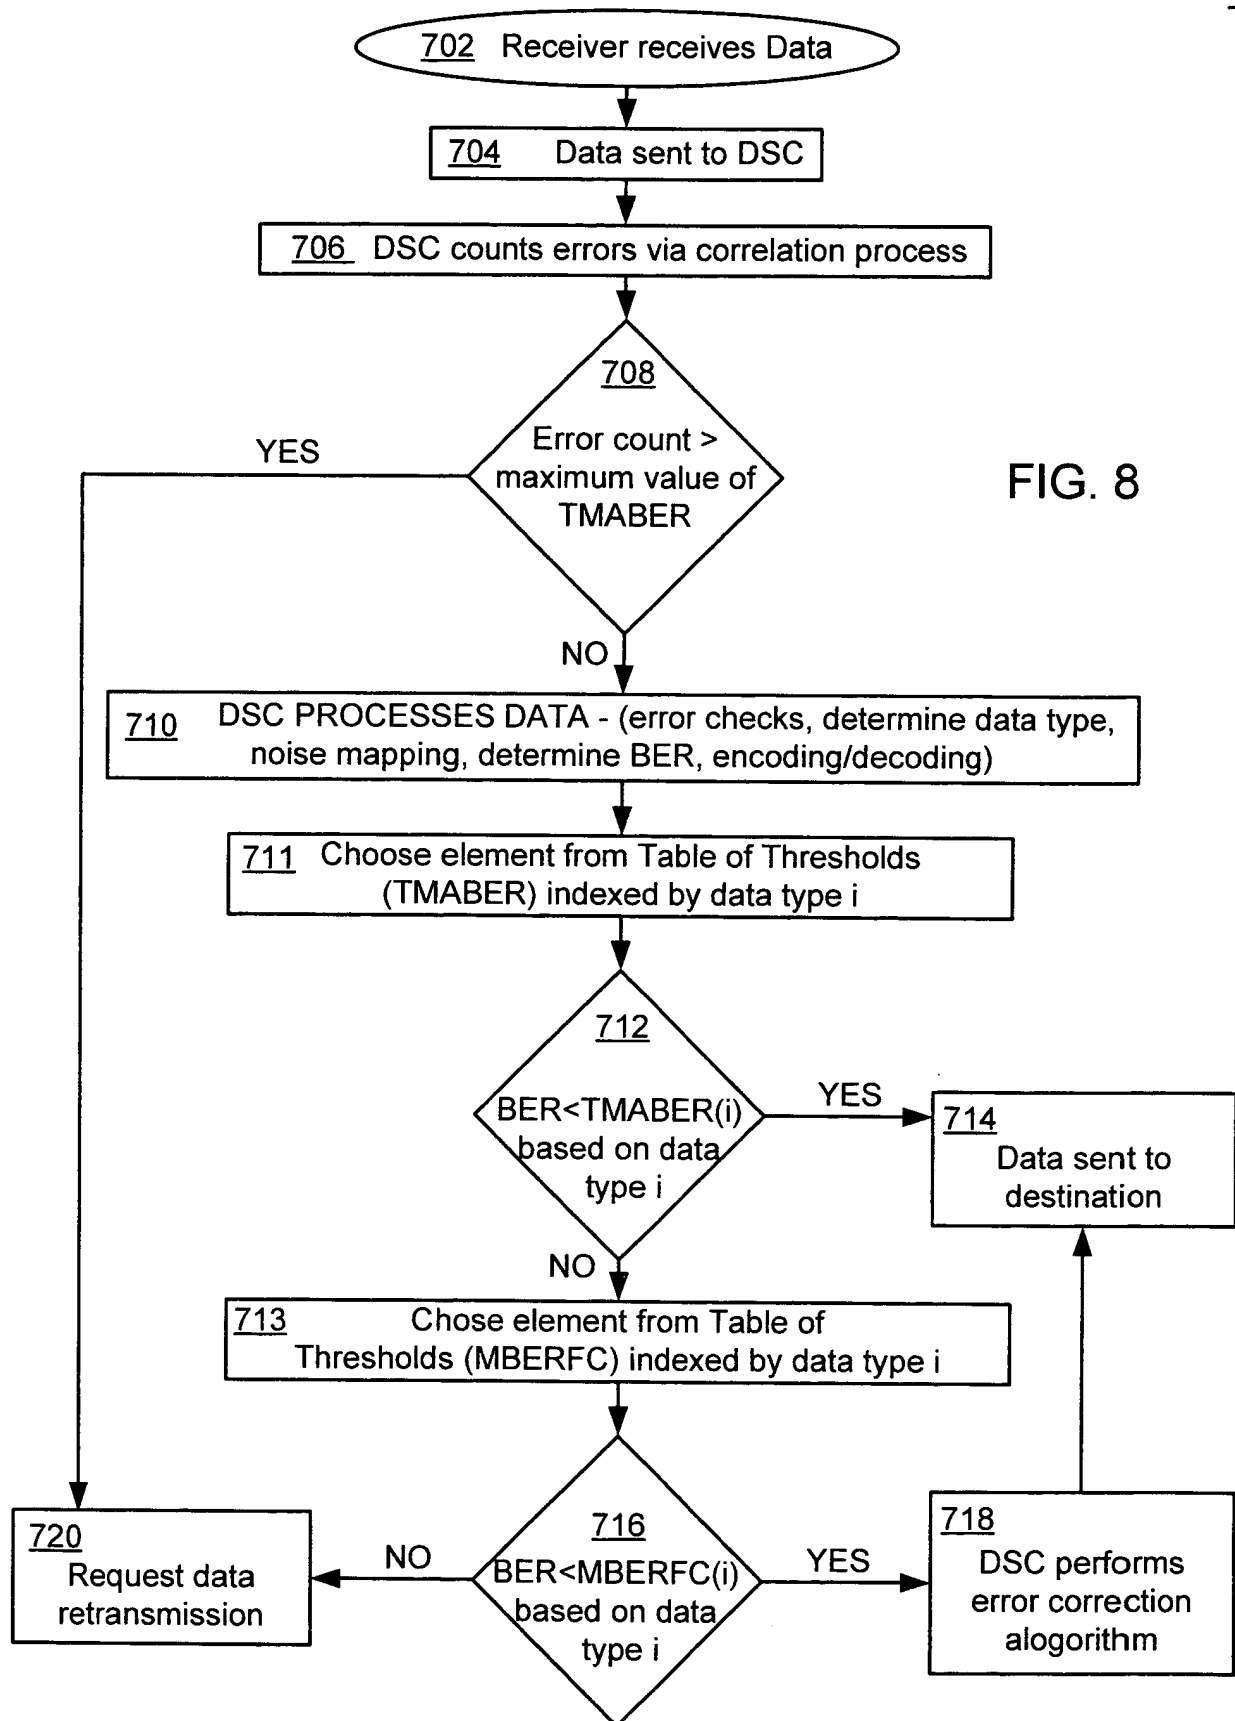 702 Receiver receives Data
704 Data sent to DSC
706 DSC counts errors via correlation process
708
Error count >
maximum value of
TMABER
YES
FIG. 8
NO
710 DSC PROCESSES DATA - (error checks, determine data type,
noise mapping, determine BER, encoding/decoding)
711 Choose element from Table of Thresholds
(TMABER) indexed by data type i
712
BER<TMABER(i)
based on data
type i
YES
714
Data sent to
destination
NO
713 Chose element from Table of
Thresholds (MBERFC) indexed by data type i
716
BER<MBERFC(i)
based on data
type i
NO
YES
720
Request data
retransmission
718
DSC performs
error correction
alogorithm